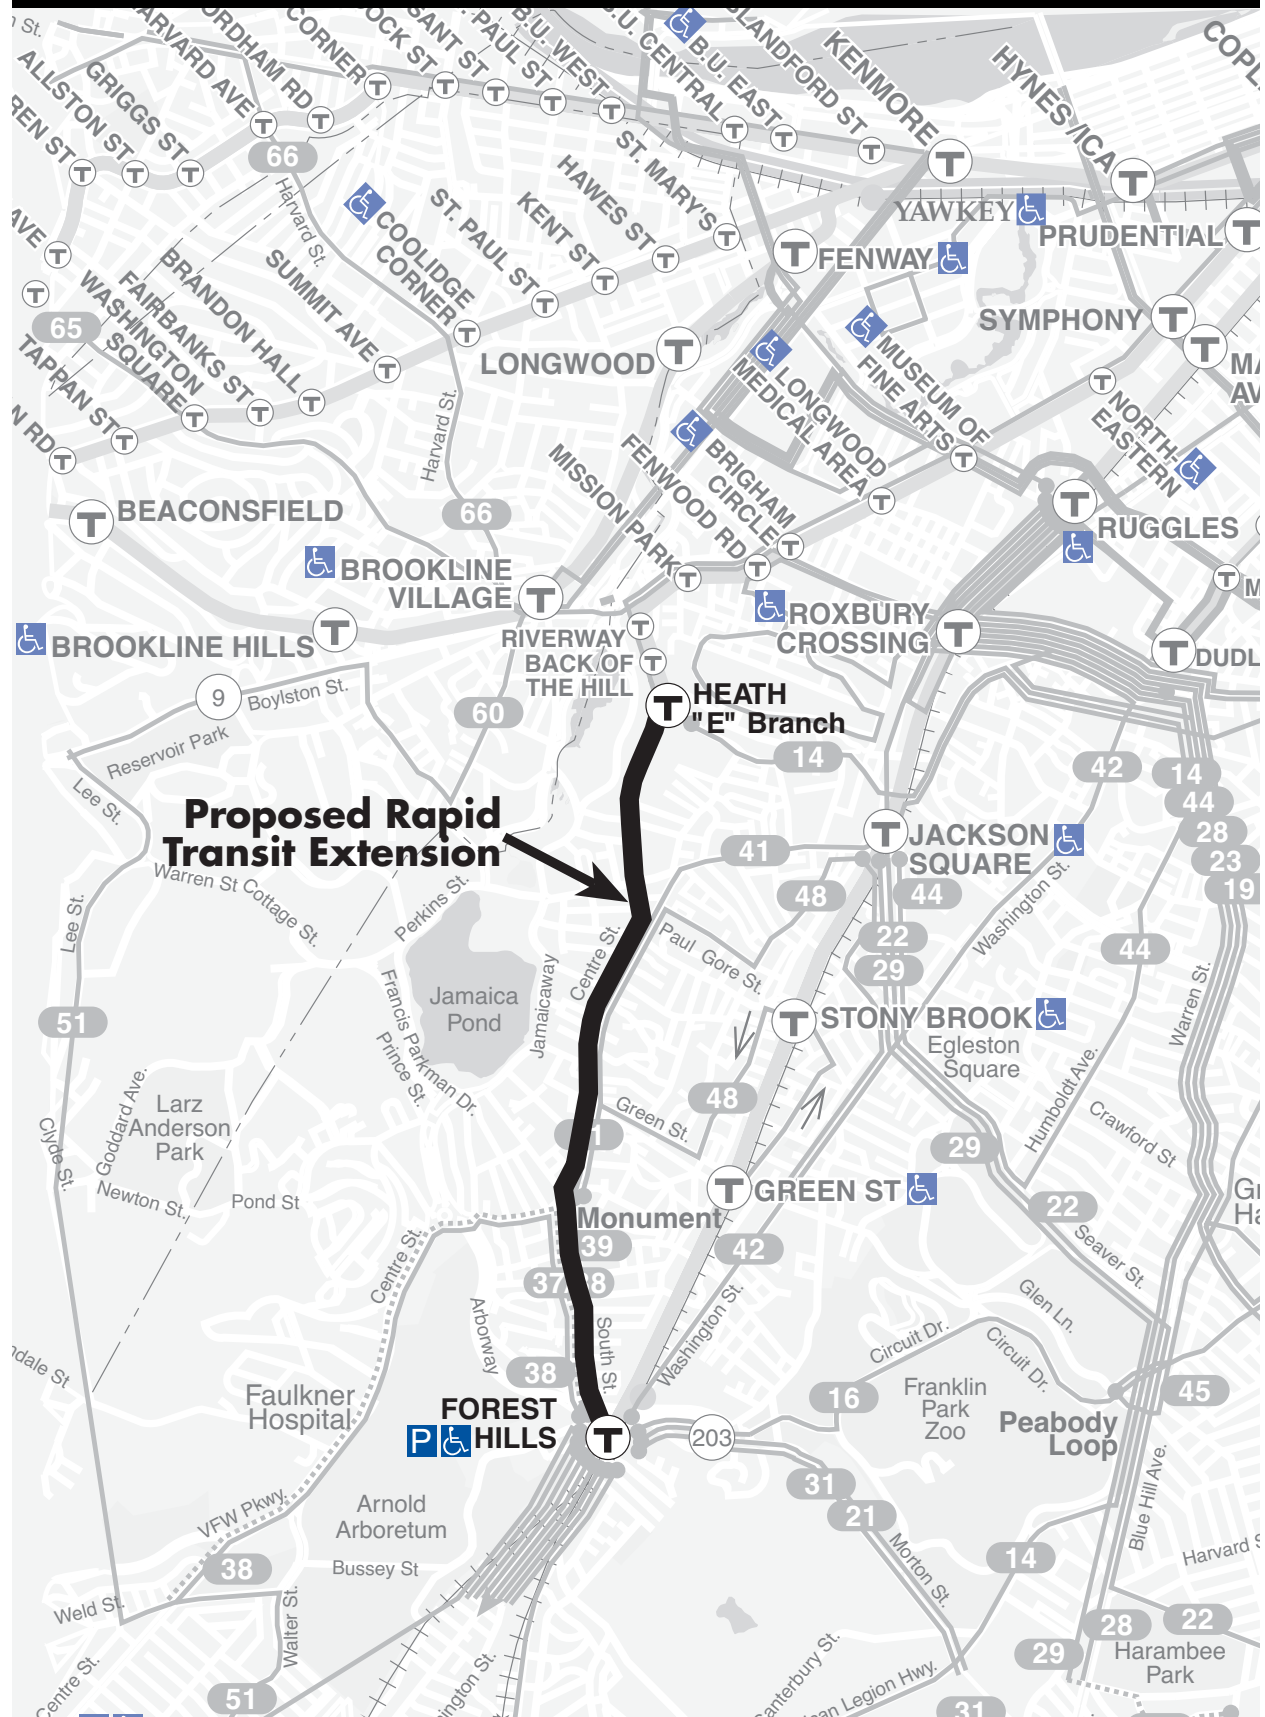 n St.
ALLSTON ST
GRIGGS ST
HARVARD AVE
CORNER
B.U. WEST
B.U. CENTRAL
B.U. EAST
BLANDFORD ST
KENMORE
HYNES/ICA
ST. PAUL ST
66
Harvard St.
COOLIDGE
CORNER
ST. PAUL ST
KENT ST
HAWES ST
ST. MARY'S
YAWKEY
PRUDENTIAL
FENWAY
SYMPHONY
AVE
WASHINGTON
SQUARE
FAIRBANKS ST
BRANDON HALL
SUMMIT AVE
65
TAPPAN ST
N RD
LONGWOOD
LONGWOOD
MEDICAL AREA
MUSEUM OF
FINE ARTS
NORTH-
EASTERN
Harvard St.
MISSION PARK
FENWOOD RD
BRIGHAM
CIRCLE
BEACONSFIELD
66
RUGGLES
BROOKLINE
VILLAGE
ROXBURY
CROSSING
BROOKLINE HILLS
RIVERWAY
BACK OF
THE HILL
DUDL
9
Boylston St.
60
HEATH
"E" Branch
Reservoir Park
14
42
14
Lee St.
44
Proposed Rapid
Transit Extension
JACKSON
SQUARE
28
41
23
Warren St
Cottage St.
Perkins St.
48
44
19
Lee St.
Centre St.
Paul Gore St.
22
Washington St.
44
29
Jamaica
Pond
Francis Parkman Dr.
Jamaicaway
Warren St.
51
STONY BROOK
Egleston
Square
Prince St.
Humboldt Ave.
Goddard Ave.
Larz
Anderson
Park
48
Green St.
Crawford St
Clyde St.
29
Newton St.
Pond St
GREEN ST
22
Monument
39
42
Seaver St.
Centre St.
37
Glen Ln.
Arborway
South St.
Washington St.
Circuit Dr.
Circuit Dr.
38
16
45
Faulkner
Hospital
Franklin
Park
Zoo
FOREST
HILLS
P
203
Peabody
Loop
31
VFW Pkwy.
Arnold
Arboretum
21
Blue Hill Ave.
Morton St.
14
38
Bussey St
Weld St.
Walter St.
28
22
29
Harambee
Park
Centre St.
51
31